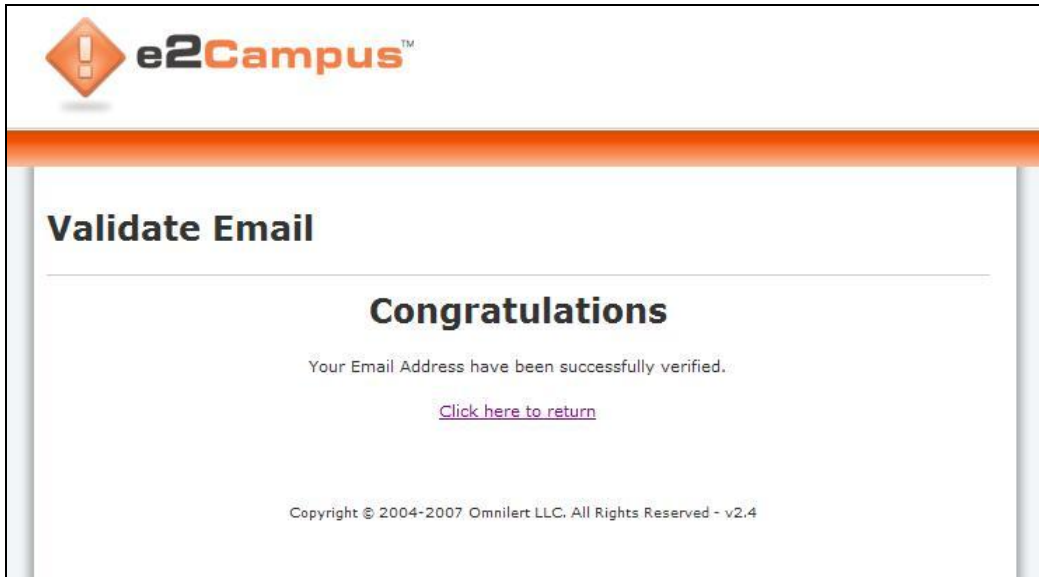 e2Campus™
Validate Email
Congratulations
Your Email Address have been successfully verified.
Click here to return
Copyright © 2004-2007 Omnilert LLC. All Rights Reserved - v2.4